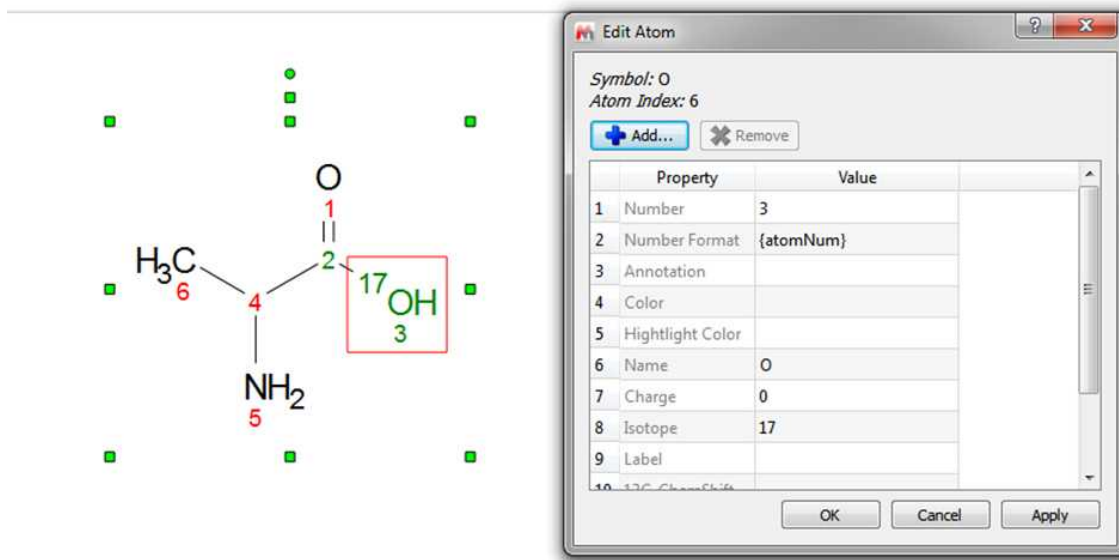 O
1
H3C
6
2
17OH
3
4
NH2
5
Edit Atom
Symbol: O
Atom Index: 6
Add...
Remove
Property Value
1 Number 3
2 Number Format {atomNum}
3 Annotation
4 Color
5 Hightlight Color
6 Name O
7 Charge 0
8 Isotope 17
9 Label
OK Cancel Apply